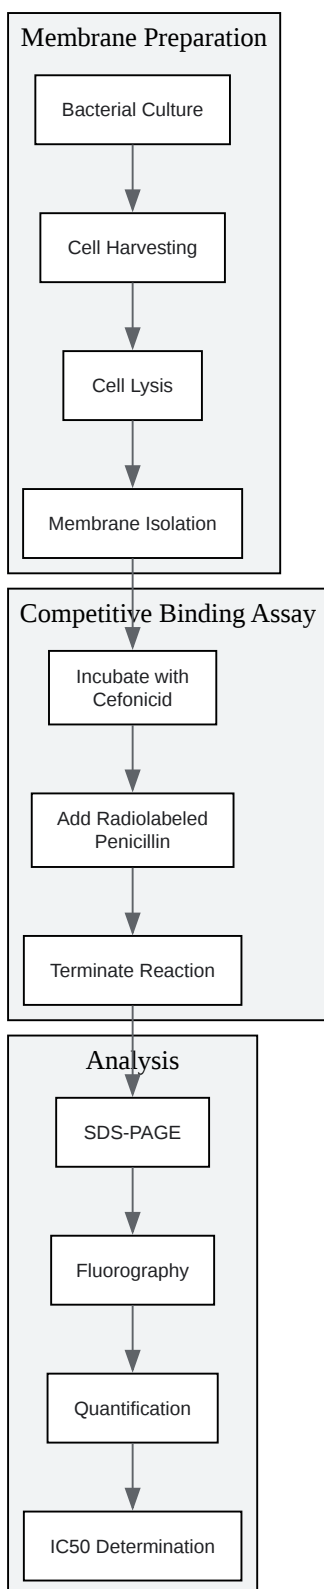 Membrane Preparation
Bacterial Culture
Cell Harvesting
Cell Lysis
Membrane Isolation
Competitive Binding Assay
Incubate with
Cefonicid
Add Radiolabeled
Penicillin
Terminate Reaction
Analysis
SDS-PAGE
Fluorography
Quantification
IC50 Determination